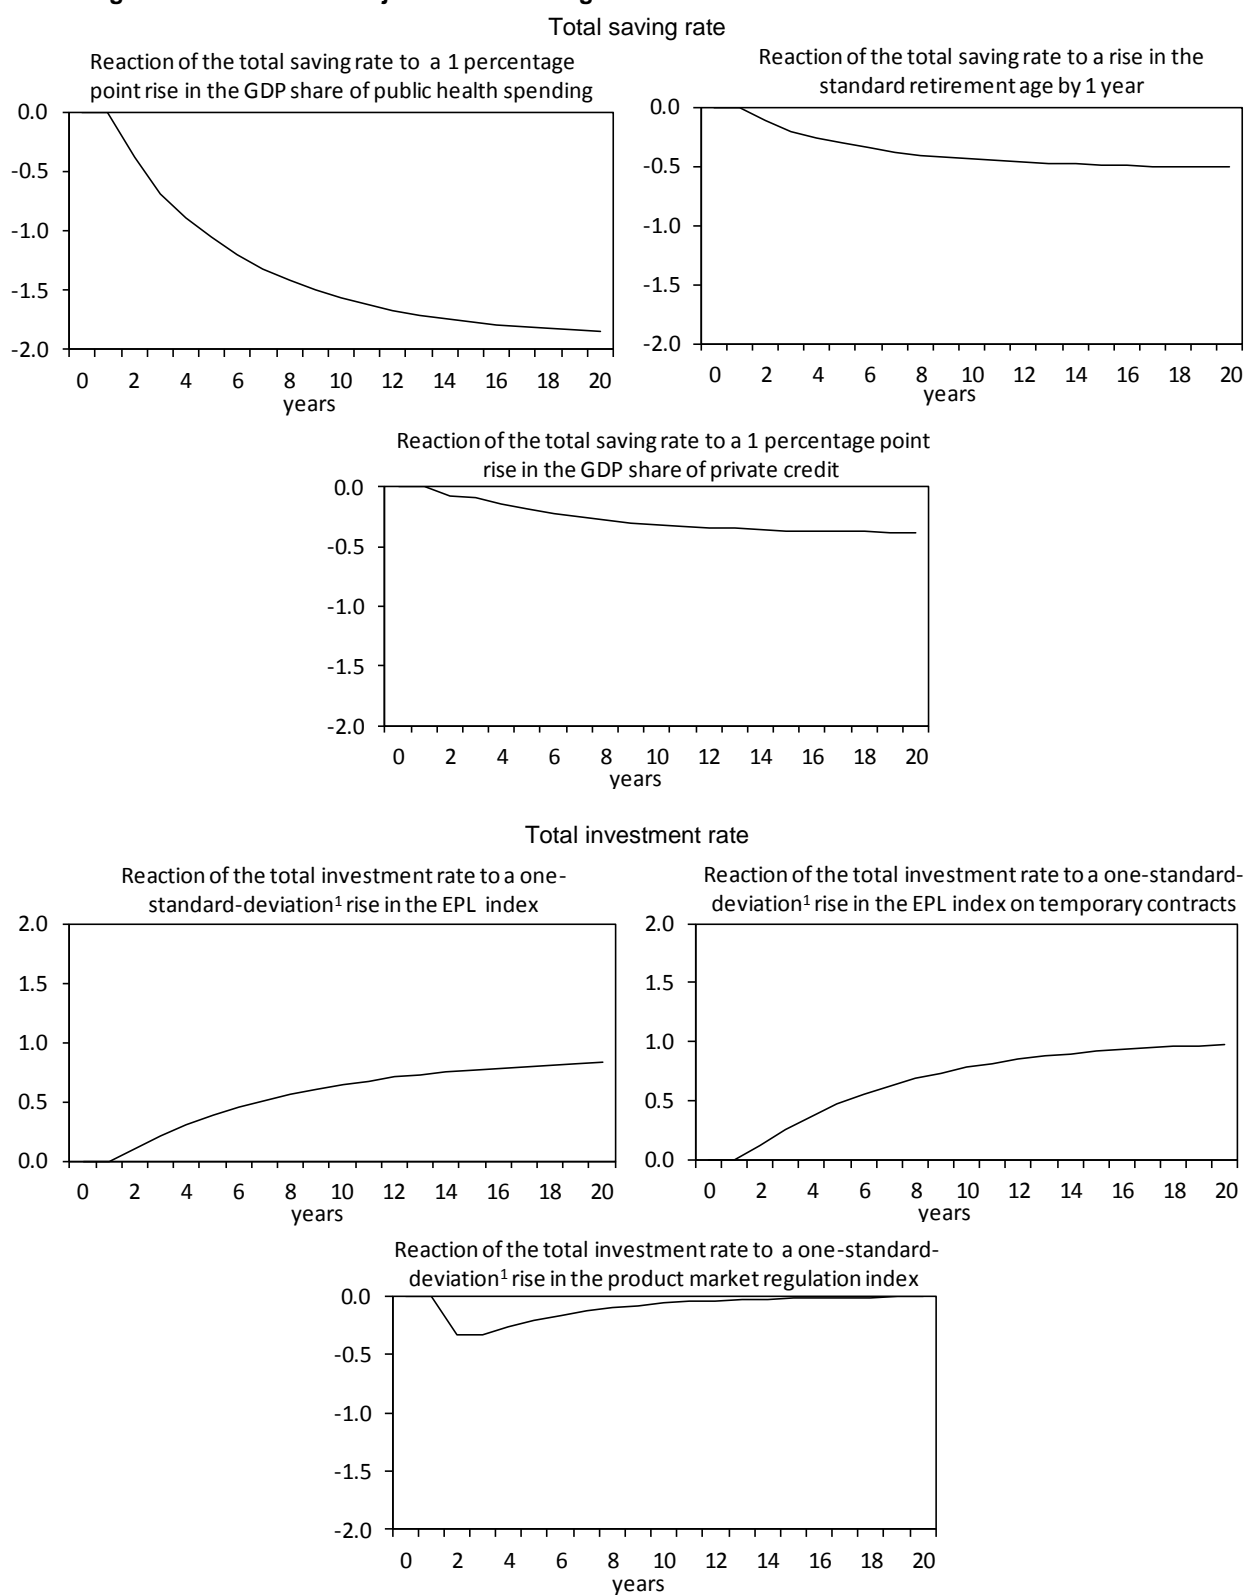 Total saving rate
Reaction of the total saving rate to a 1 percentage
point rise in the GDP share of public health spending
0.0
-0.5
-1.0
-1.5
-2.0
0 2 4 6 8 10 12 14 16 18 20
years
Reaction of the total saving rate to a rise in the
standard retirement age by 1 year
0.0
-0.5
-1.0
-1.5
-2.0
0 2 4 6 8 10 12 14 16 18 20
years
Reaction of the total saving rate to a 1 percentage point
rise in the GDP share of private credit
0.0
-0.5
-1.0
-1.5
-2.0
0 2 4 6 8 10 12 14 16 18 20
years
Total investment rate
Reaction of the total investment rate to a one-
standard-deviation¹ rise in the EPL index
2.0
1.5
1.0
0.5
0.0
0 2 4 6 8 10 12 14 16 18 20
years
Reaction of the total investment rate to a one-standard-
deviation¹ rise in the EPL index on temporary contracts
2.0
1.5
1.0
0.5
0.0
0 2 4 6 8 10 12 14 16 18 20
years
Reaction of the total investment rate to a one-standard-
deviation¹ rise in the product market regulation index
0.0
-0.5
-1.0
-1.5
-2.0
0 2 4 6 8 10 12 14 16 18 20
years